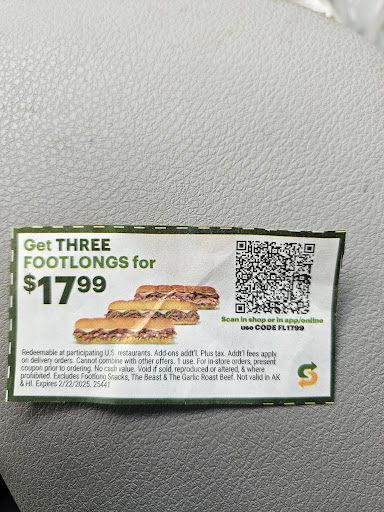 Get THREE
FOOTLONGS for
$17⁹⁹
Scan in shop or in app/online
use CODE FL1799
Redeemable at participating U.S. restaurants. Add-ons addt'l. Plus tax. Addt'l fees apply
on delivery orders. Cannot combine with other offers. 1 use. For in-store orders, present
coupon prior to ordering. No cash value. Void if sold, reproduced or altered, & where
prohibited. Excludes Footlong Snacks, The Beast & The Garlic Roast Beef. Not valid in AK
& HI. Expires 2/22/2025. 25441